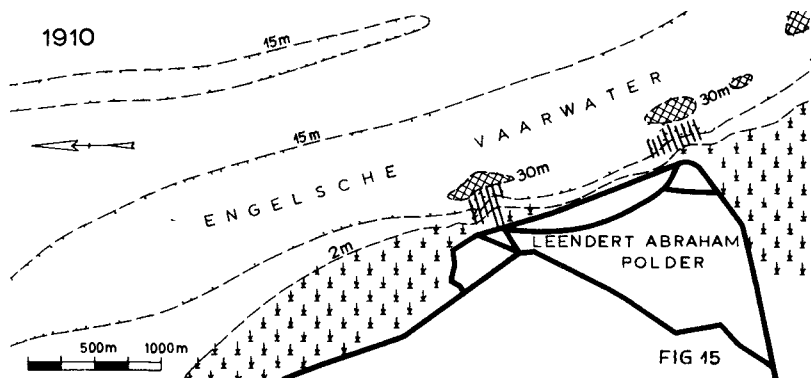 1910
15m
15m
ENGELSCHE VAARWATER
30m
30m
2m
LEENDERT ABRAHAM
POLDER
500m 1000m
FIG 15